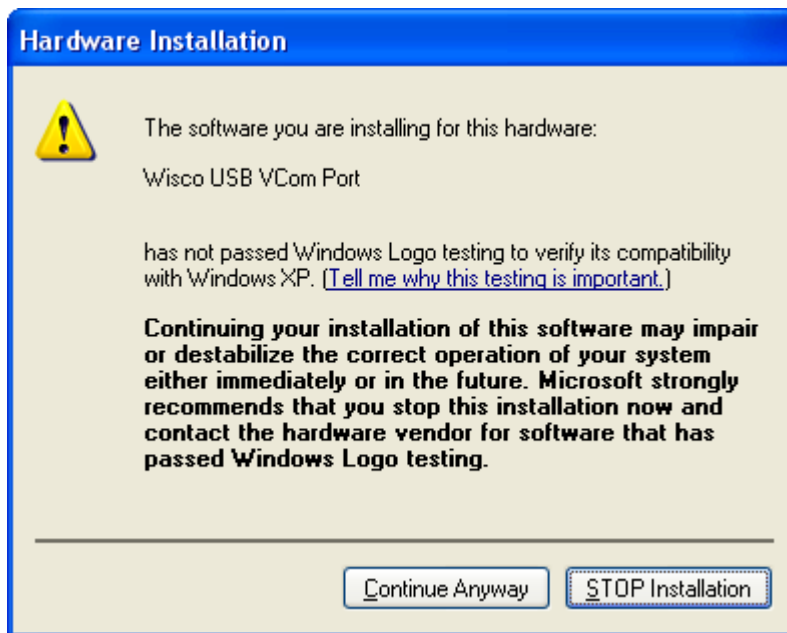 Hardware Installation
The software you are installing for this hardware:
Wisco USB VCom Port
has not passed Windows Logo testing to verify its compatibility
with Windows XP. (Tell me why this testing is important.)
Continuing your installation of this software may impair
or destabilize the correct operation of your system
either immediately or in the future. Microsoft strongly
recommends that you stop this installation now and
contact the hardware vendor for software that has
passed Windows Logo testing.
Continue Anyway STOP Installation